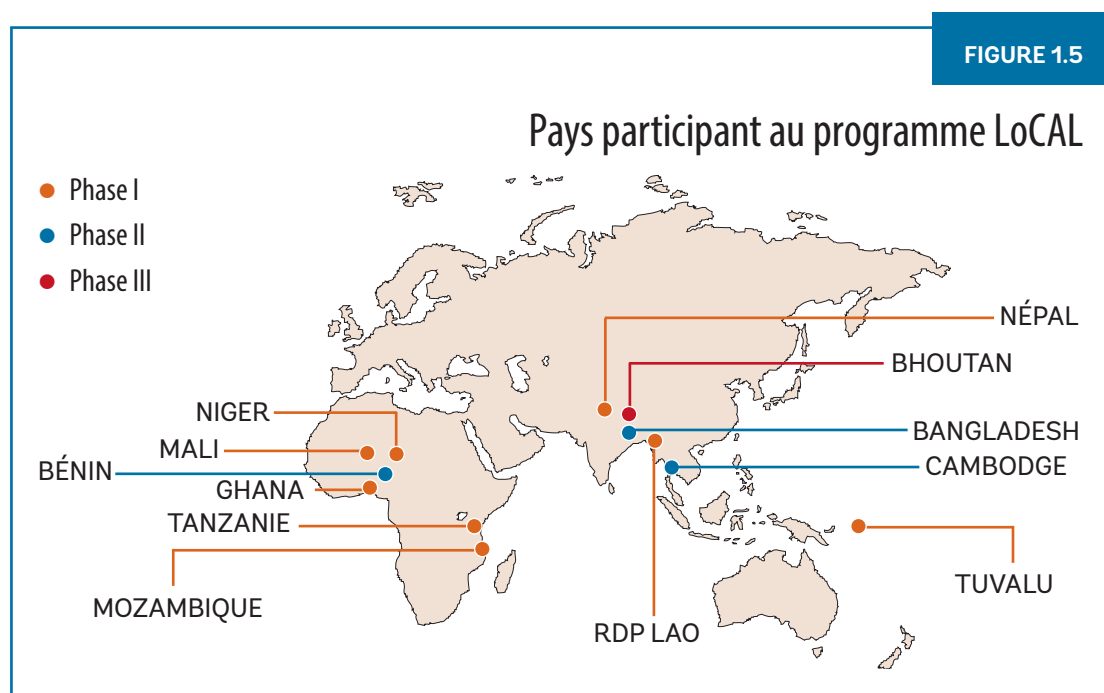 FIGURE 1.5
Pays participant au programme LoCAL
Phase I
Phase II
Phase III
NÉPAL
BHOUTAN
NIGER
MALI
BANGLADESH
BÉNIN
CAMBODGE
GHANA
TANZANIE
TUVALU
MOZAMBIQUE
RDP LAO